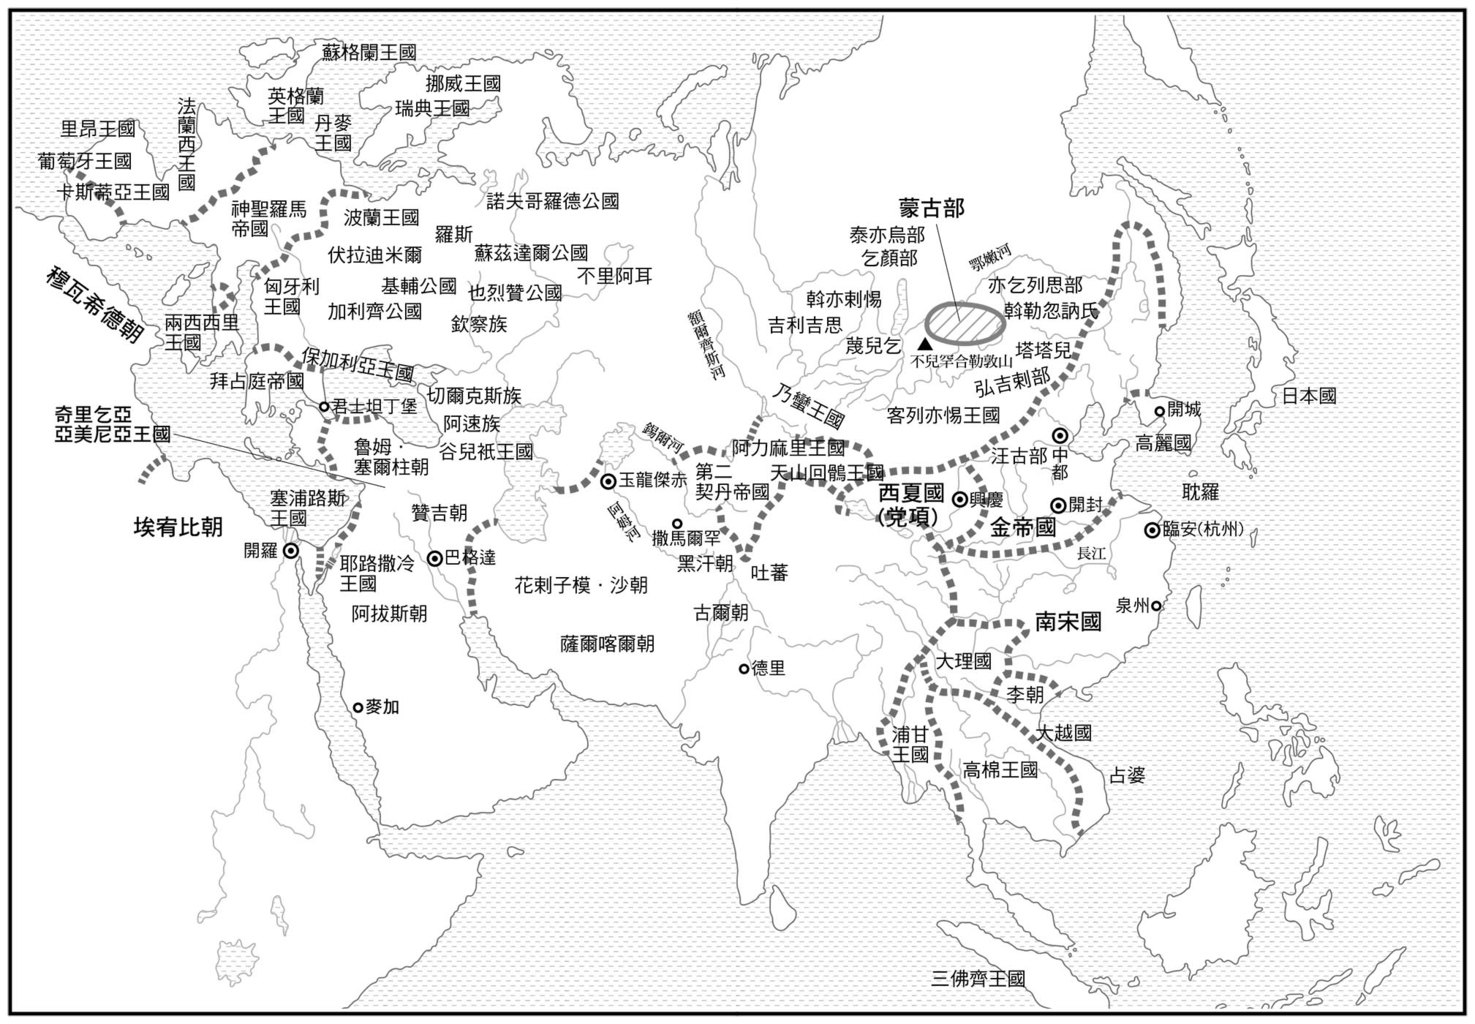 蘇格蘭王國
挪威王國
瑞典王國
英格蘭
王國
丹麥
王國
法蘭西王國
里昂王國
葡萄牙王國
卡斯蒂亞王國
神聖羅馬
帝國
波蘭王國
諾夫哥羅德公國
羅斯
伏拉迪米爾
蘇茲達爾公國
不里阿耳
基輔公國
也烈贊公國
加利齊公國
欽察族
匈牙利
王國
穆瓦希德朝
兩西西里
王國
保加利亞王國
拜占庭帝國
君士坦丁堡
切爾克斯族
阿速族
谷兒衹王國
奇里乞亞
亞美尼亞王國
魯姆·
塞爾柱朝
塞浦路斯
王國
贊吉朝
埃宥比朝
開羅
耶路撒冷
王國
巴格達
阿拔斯朝
麥加
蒙古部
泰亦烏部
乞顏部
鄂嫩河
亦乞列思部
斡勒忽訥氏
斡亦剌惕
吉利吉思
蔑兒乞
不兒罕合勒敦山
塔塔兒
弘吉剌部
額爾齊斯河
乃蠻王國
客列亦惕王國
錫爾河
阿力麻里王國
天山回鶻王國
第二
契丹帝國
玉龍傑赤
阿姆河
撒馬爾罕
黑汗朝
吐蕃
花剌子模·沙朝
古爾朝
薩爾喀爾朝
德里
汪古部
中都
西夏國
(党項)
興慶
開封
金帝國
開城
高麗國
日本國
耽羅
臨安(杭州)
長江
泉州
南宋國
大理國
李朝
大越國
浦甘
王國
高棉王國
占婆
三佛齊王國